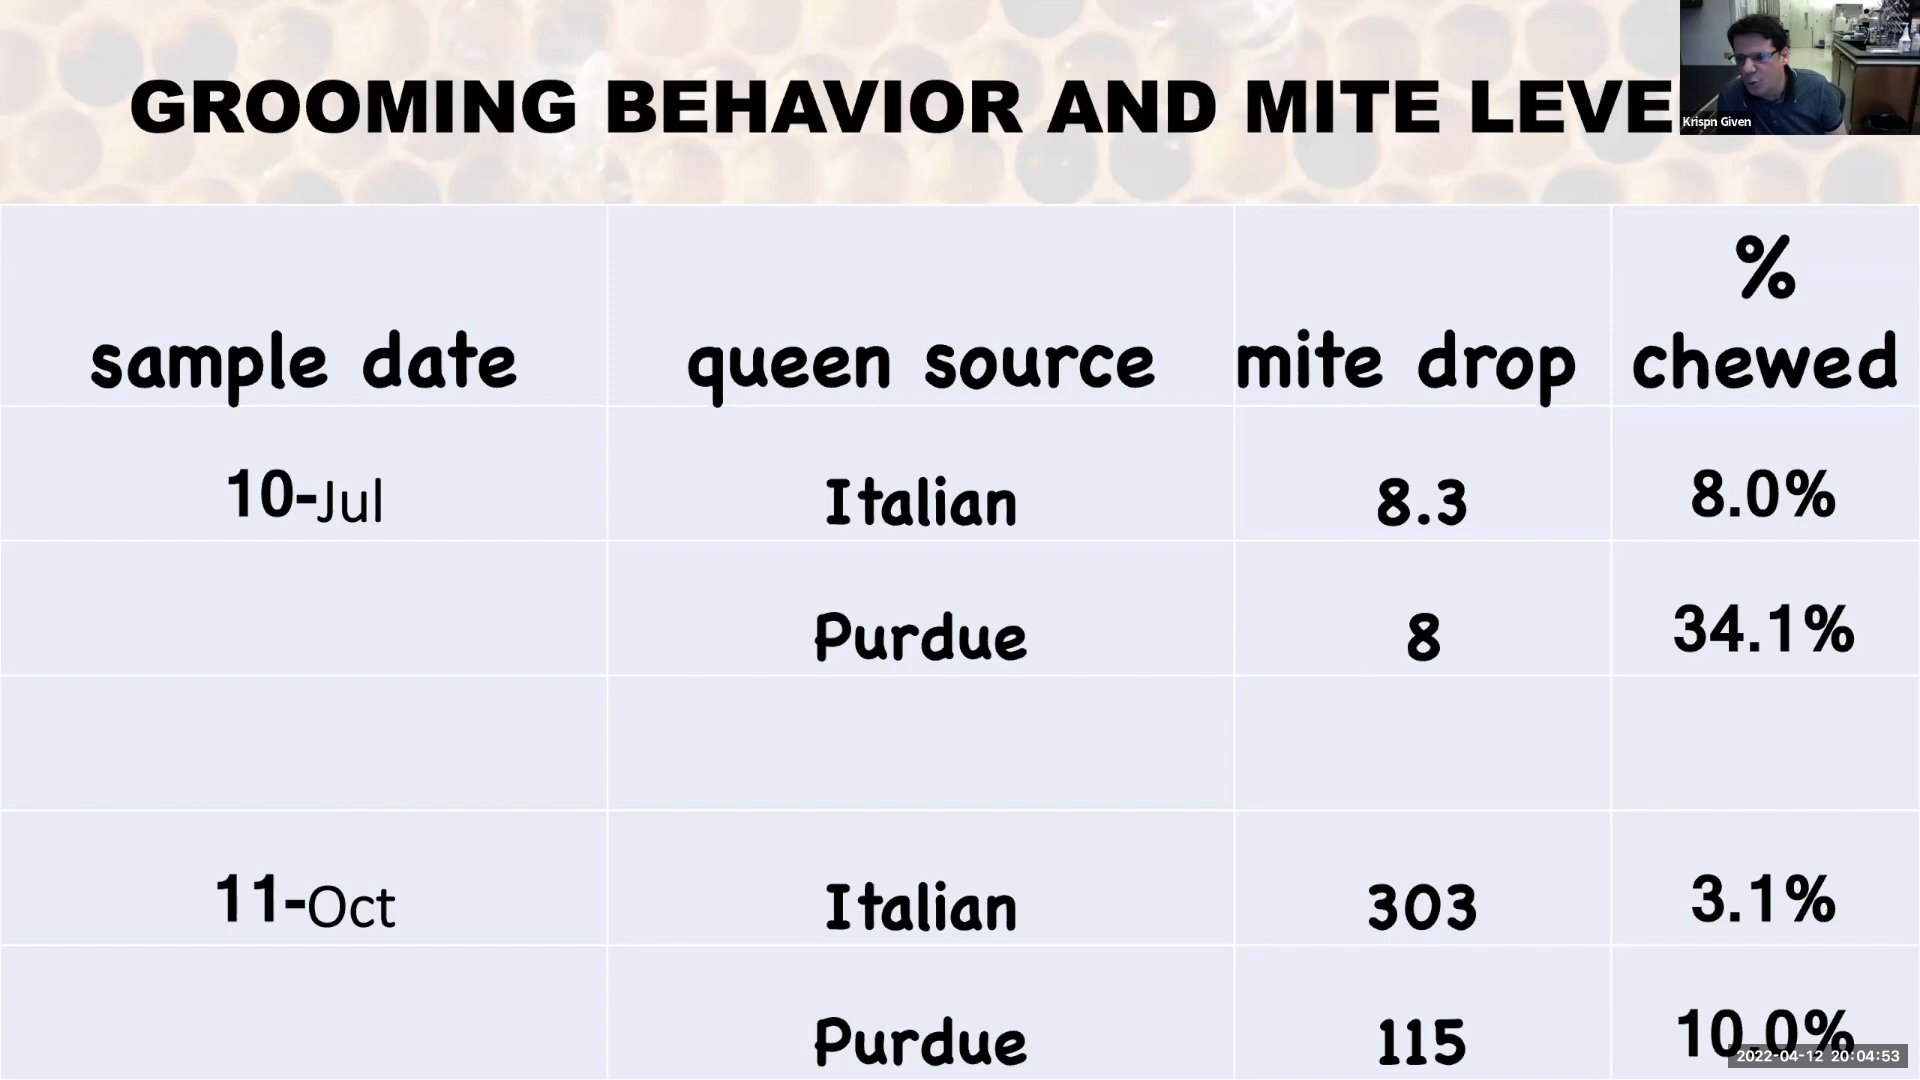 GROOMING BEHAVIOR AND MITE LEVE
Krispn Given
%
sample date queen source mite drop chewed
10-Jul Italian 8.3 8.0%
Purdue 8 34.1%
11-Oct Italian 303 3.1%
Purdue 115 10.0%
2022-04-12 20:04:53